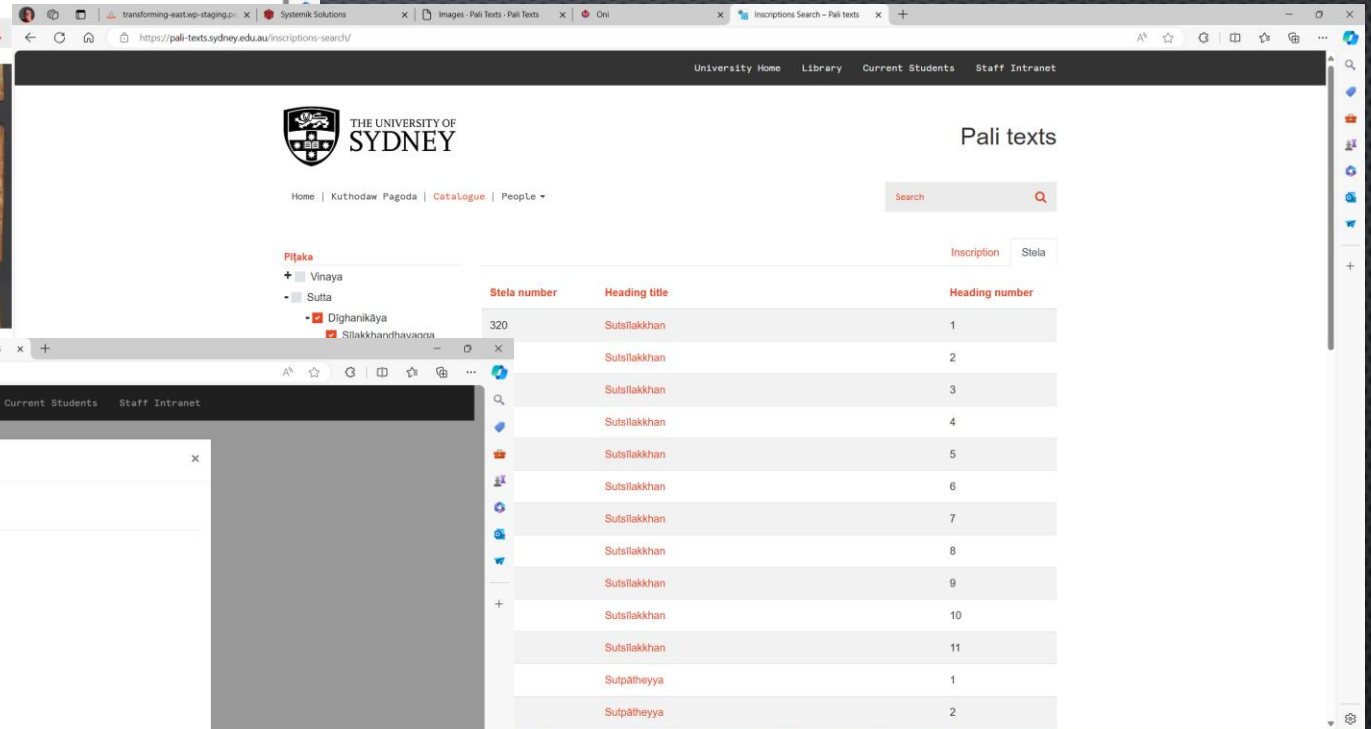 transforming-east.wp-staging.pc
Systemik Solutions
Images - Pali Texts - Pali Texts
Oni
Inscriptions Search – Pali texts
https://pali-texts.sydney.edu.au/inscriptions-search/
University Home Library Current Students Staff Intranet
THE UNIVERSITY OF
SYDNEY
Pali texts
Home | Kuthodaw Pagoda | Catalogue | People
Search
Inscription Stela
Pīṭaka
+ Vinaya
- Sutta
- Dīghanikāya
Sīlakkhandhavagga
Stela number Heading title Heading number
320 Sutsīlakkhan 1
Sutsīlakkhan 2
Sutsīlakkhan 3
Sutsīlakkhan 4
Sutsīlakkhan 5
Sutsīlakkhan 6
Sutsīlakkhan 7
Sutsīlakkhan 8
Sutsīlakkhan 9
Sutsīlakkhan 10
Sutsīlakkhan 11
Sutpātheyya 1
Sutpātheyya 2
Current Students Staff Intranet